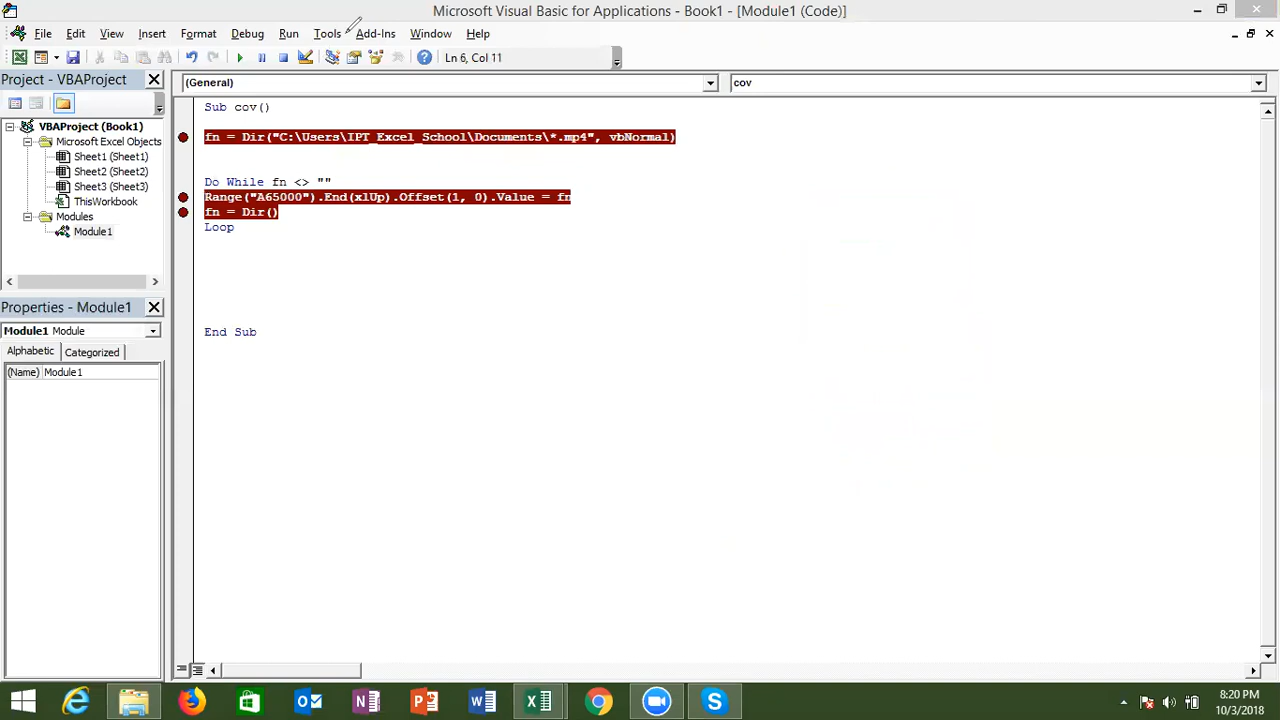 Microsoft Visual Basic for Applications - Book1 - [Module1 (Code)]
File Edit View Insert Format Debug Run Tools Add-Ins Window Help
Ln 6, Col 11
Project - VBAProject
(General)
cov
VBAProject (Book1)
Microsoft Excel Objects
Sheet1 (Sheet1)
Sheet2 (Sheet2)
Sheet3 (Sheet3)
ThisWorkbook
Modules
Module1
Sub cov()
fn = Dir("C:\Users\IPT_Excel_School\Documents\*.mp4", vbNormal)
Do While fn <> ""
Range("A65000").End(xlUp).Offset(1, 0).Value = fn
fn = Dir()
Loop
End Sub
Properties - Module1
Module1 Module
Alphabetic Categorized
(Name) Module1
8:20 PM
10/3/2018